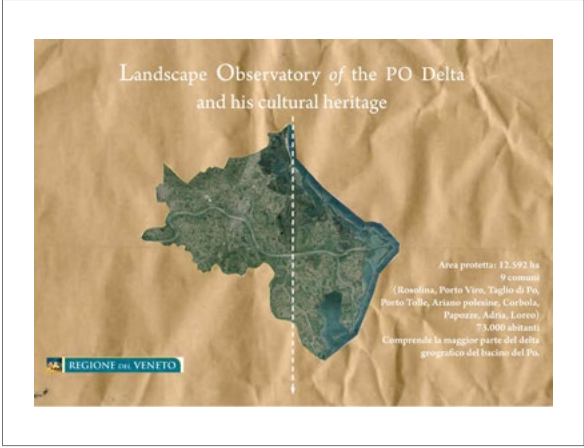 Landscape Observatory of the PO Delta
and his cultural heritage
Area protetta: 12.592 ha
9 comuni
(Rosolina, Porto Viro, Taglio di Po,
Porto Tolle, Ariano polesine, Corbola,
Papozze, Adria, Loreo)
73.000 abitanti
Comprende la maggior parte del delta
geografico del bacino del Po.
REGIONE DEL VENETO